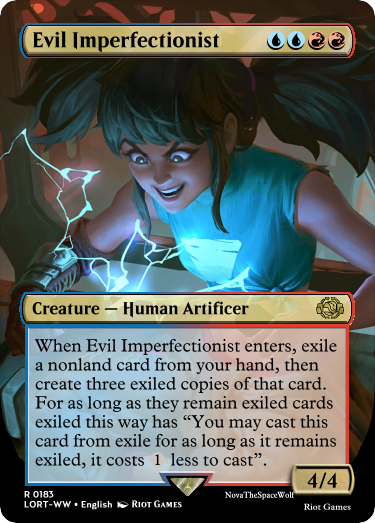 Evil Imperfectionist
Creature — Human Artificer
When Evil Imperfectionist enters, exile
a nonland card from your hand, then
create three exiled copies of that card.
For as long as they remain exiled cards
exiled this way has “You may cast this
card from exile for as long as it remains
exiled, it costs 1 less to cast”.
4/4
R 0183
LORT-WW • English Riot Games
NovaTheSpaceWolf
Riot Games